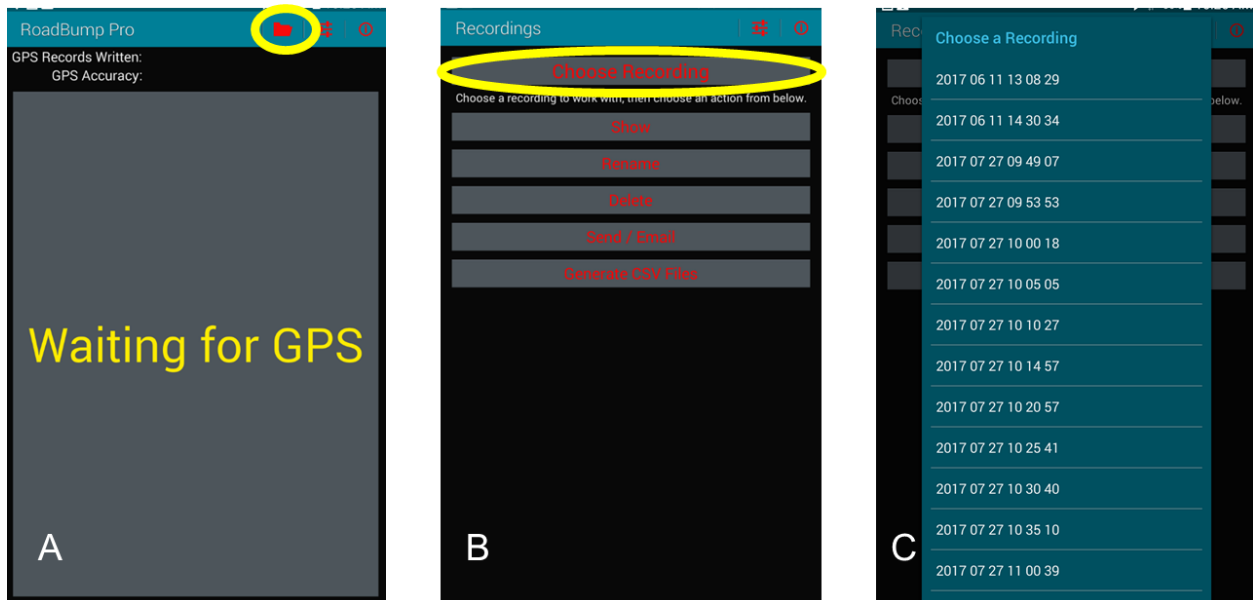 RoadBump Pro
GPS Records Written:
GPS Accuracy:
Waiting for GPS
A
Recordings
Choose Recording
Choose a recording to work with, then choose an action from below.
Show
Rename
Delete
Send / Email
Generate CSV Files
B
Rec
Choose a Recording
Choos
elow.
2017 06 11 13 08 29
2017 06 11 14 30 34
2017 07 27 09 49 07
2017 07 27 09 53 53
2017 07 27 10 00 18
2017 07 27 10 05 05
2017 07 27 10 10 27
2017 07 27 10 14 57
2017 07 27 10 20 57
2017 07 27 10 25 41
2017 07 27 10 30 40
2017 07 27 10 35 10
2017 07 27 11 00 39
C